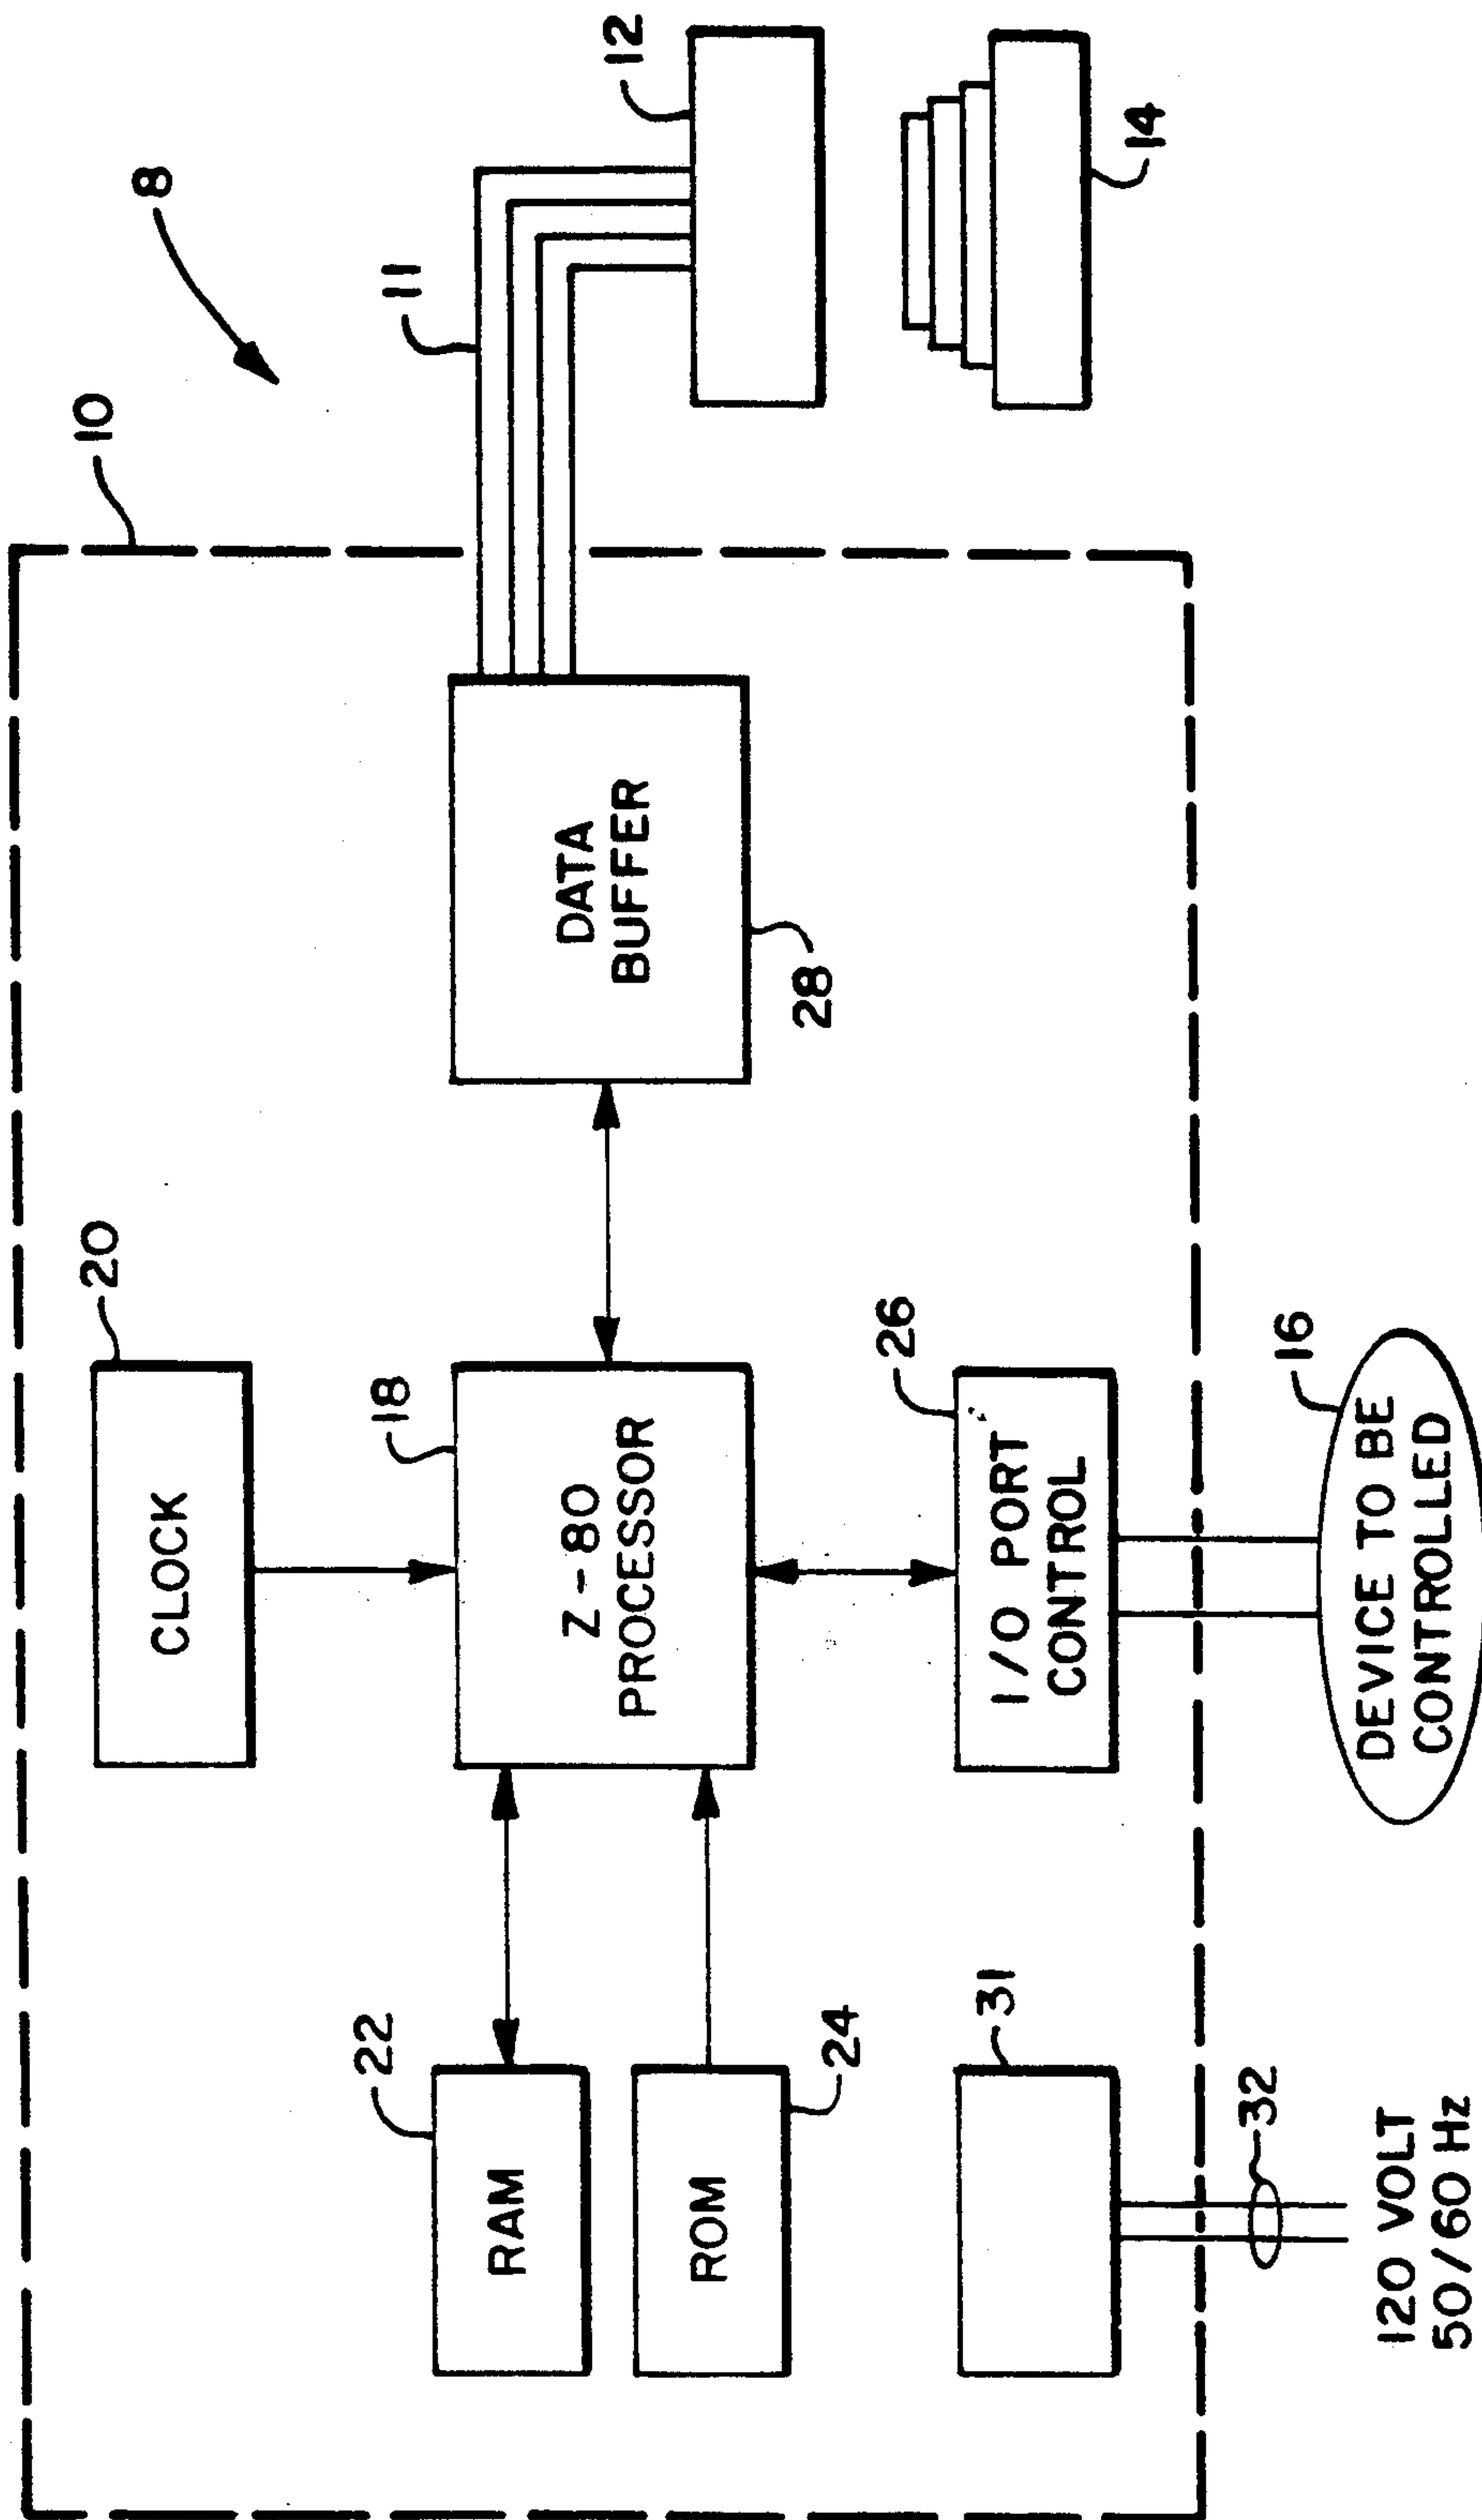 8
10
11
12
14
20
CLOCK
18
Z-80
PROCESSOR
DATA
BUFFER
28
22
RAM
ROM
24
26
I/O PORT
CONTROL
31
32
120 VOLT
50/60 Hz
16
DEVICE TO BE
CONTROLLED